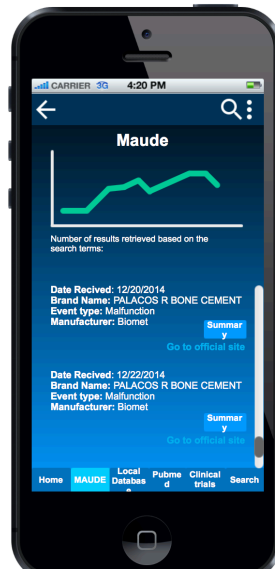 CARRIER 3G 4:20 PM
Maude
Number of results retrieved based on the
search terms:
Date Recived: 12/20/2014
Brand Name: PALACOS R BONE CEMENT
Event type: Malfunction
Manufacturer: Biomet
Summar
y
Go to official site
Date Recived: 12/22/2014
Brand Name: PALACOS R BONE CEMENT
Event type: Malfunction
Manufacturer: Biomet
Summar
y
Go to official site
Home MAUDE Local Pubme Clinical Search
Databas d trials